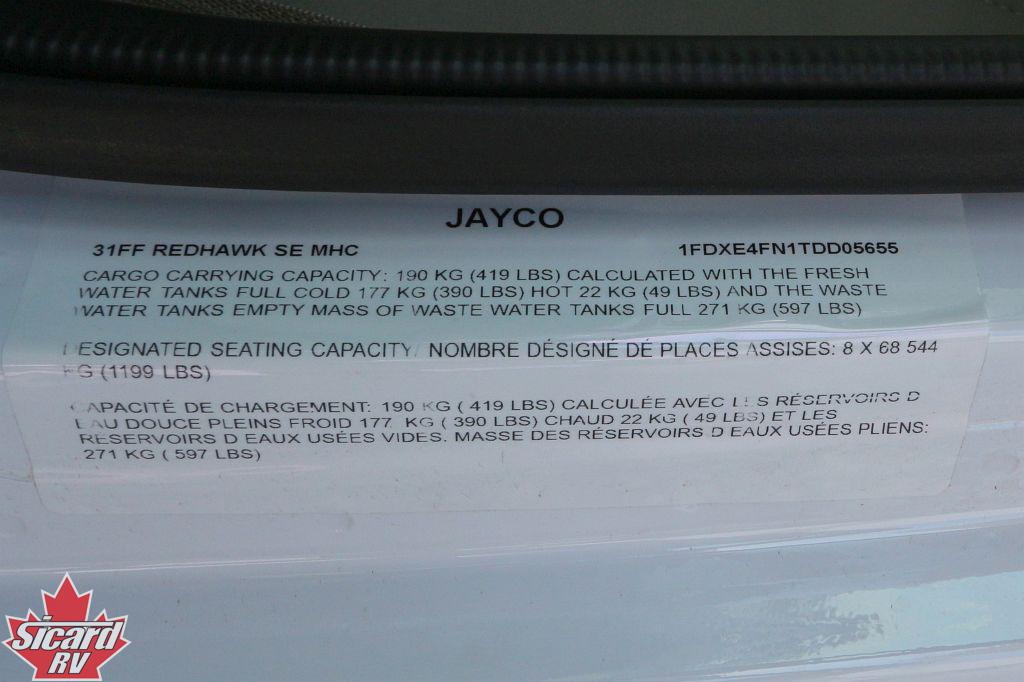 JAYCO
31FF REDHAWK SE MHC 1FDXE4FN1TDD05655
CARGO CARRYING CAPACITY: 190 KG (419 LBS) CALCULATED WITH THE FRESH
WATER TANKS FULL COLD 177 KG (390 LBS) HOT 22 KG (49 LBS) AND THE WASTE
WATER TANKS EMPTY MASS OF WASTE WATER TANKS FULL 271 KG (597 LBS)
DESIGNATED SEATING CAPACITY/ NOMBRE DÉSIGNÉ DÉ PLACES ASSISES: 8 X 68 544
KG (1199 LBS)
CAPACITÉ DE CHARGEMENT: 190 KG ( 419 LBS) CALCULÉE AVEC LES RÉSERVOIRS D
EAU DOUCE PLEINS FROID 177 KG ( 390 LBS) CHAUD 22 KG ( 49 LBS) ET LES
RÉSERVOIRS D EAUX USÉES VIDES. MASSE DES RÉSERVOIRS D EAUX USÉES PLIENS:
271 KG ( 597 LBS)
Sicard
RV